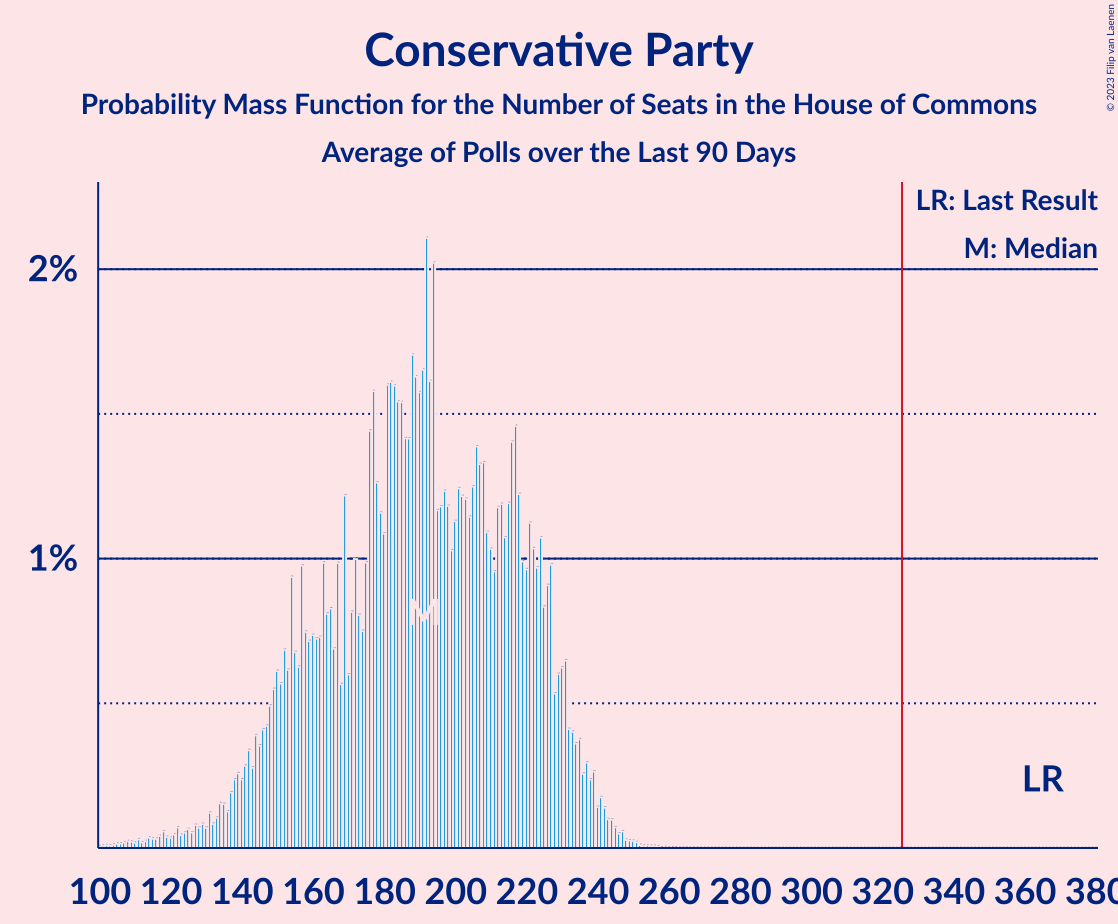 Conservative Party
Probability Mass Function for the Number of Seats in the House of Commons
Average of Polls over the Last 90 Days
© 2023 Filip van Laenen
LR: Last Result
M: Median
2%
1%
M
LR
100 120 140 160 180 200 220 240 260 280 300 320 340 360 380